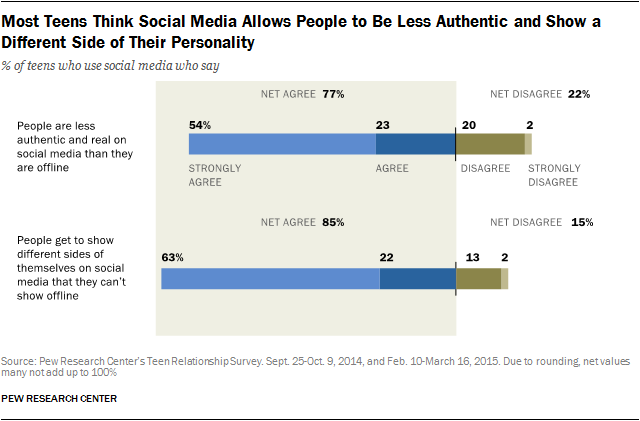 Most Teens Think Social Media Allows People to Be Less Authentic and Show a
Different Side of Their Personality
% of teens who use social media who say
NET AGREE 77%
NET DISAGREE 22%
People are less
authentic and real on
social media than they
are offline
54%
23
20
2
STRONGLY
AGREE
AGREE
DISAGREE
STRONGLY
DISAGREE
NET AGREE 85%
NET DISAGREE 15%
People get to show
different sides of
themselves on social
media that they can't
show offline
63%
22
13
2
Source: Pew Research Center's Teen Relationship Survey. Sept. 25-Oct. 9, 2014, and Feb. 10-March 16, 2015. Due to rounding, net values
many not add up to 100%
PEW RESEARCH CENTER